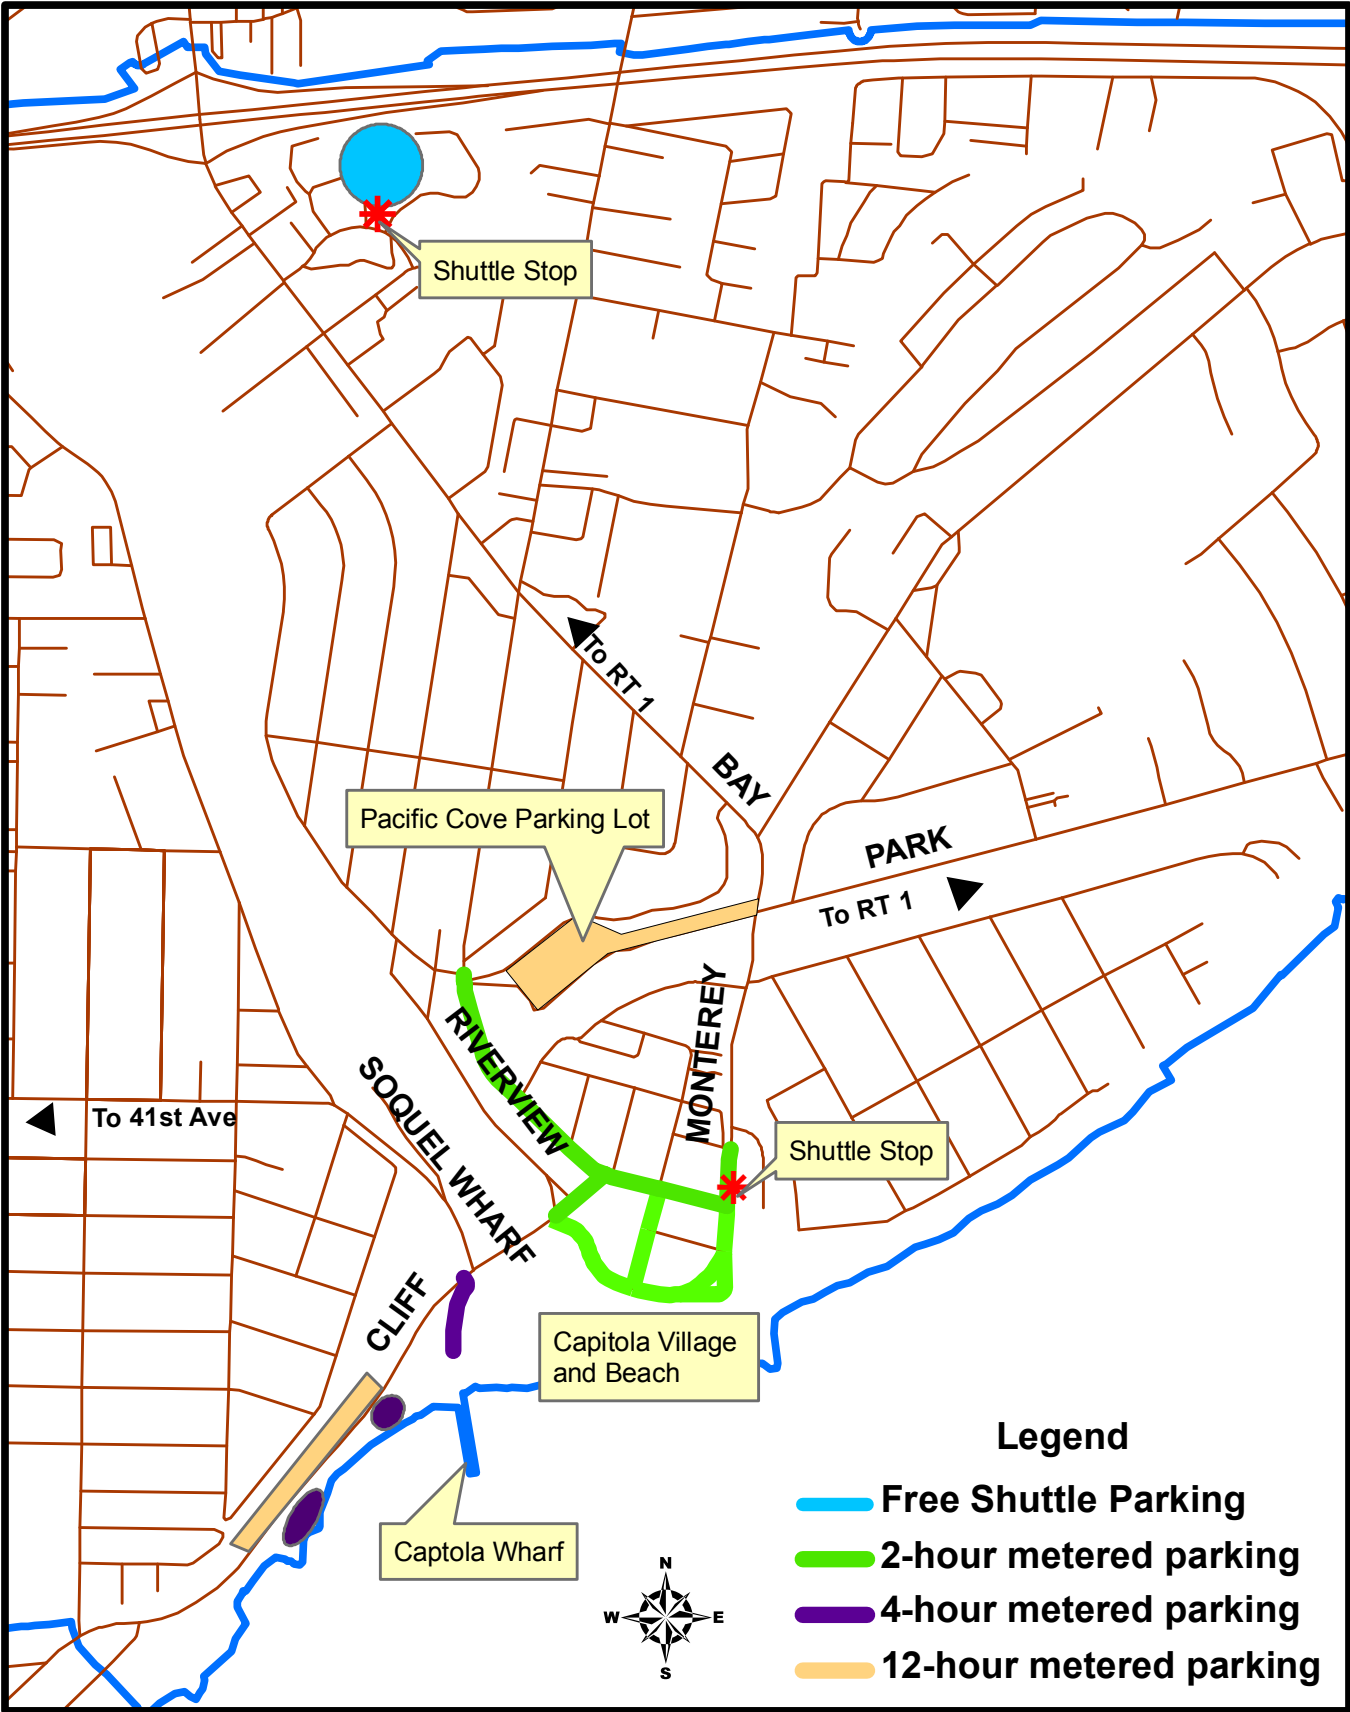 Shuttle Stop
To RT 1
BAY
Pacific Cove Parking Lot
PARK
To RT 1
MONTEREY
RIVERVIEW
SOQUEL WHARF
To 41st Ave
Shuttle Stop
CLIFF
Capitola Village
and Beach
Captola Wharf
Legend
Free Shuttle Parking
2-hour metered parking
4-hour metered parking
12-hour metered parking
N
W
E
S